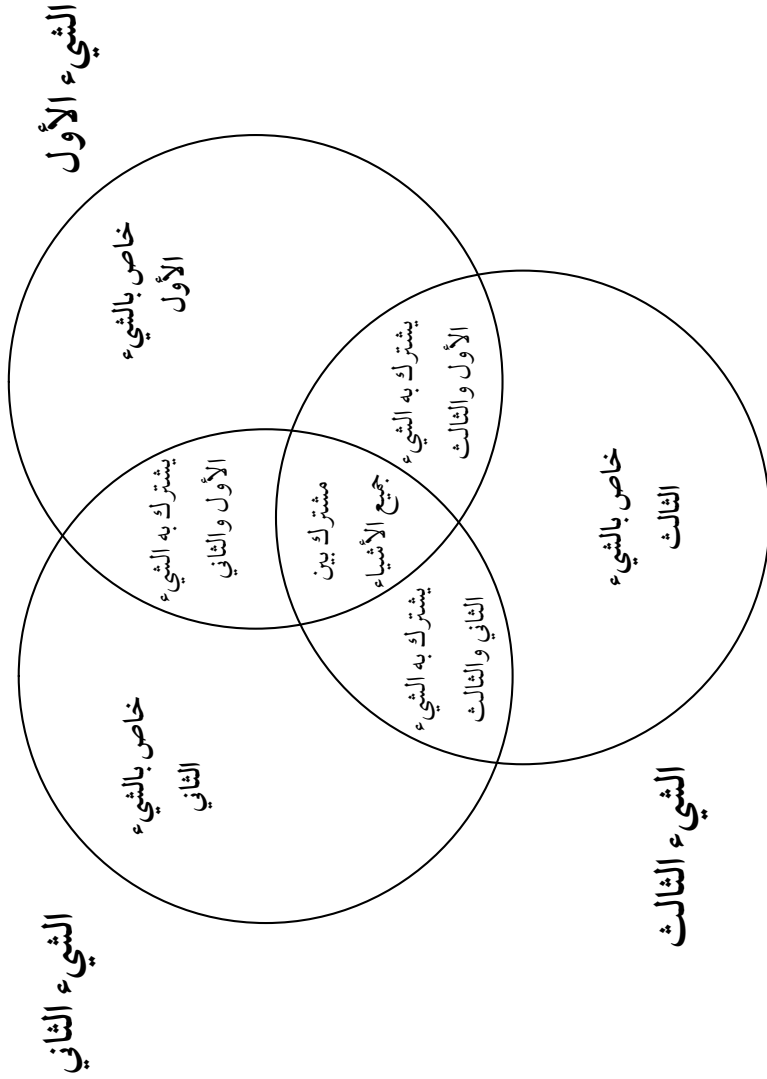 الشيء الأول
الشيء الثاني
خاص بالشيء
الأول
خاص بالشيء
الثاني
يشترك به الشيء
الأول والثاني
مشترك بين
جميع الأشياء
يشترك به الشيء
الأول والثالث
يشترك به الشيء
الثاني والثالث
خاص بالشيء
الثالث
الشيء الثالث